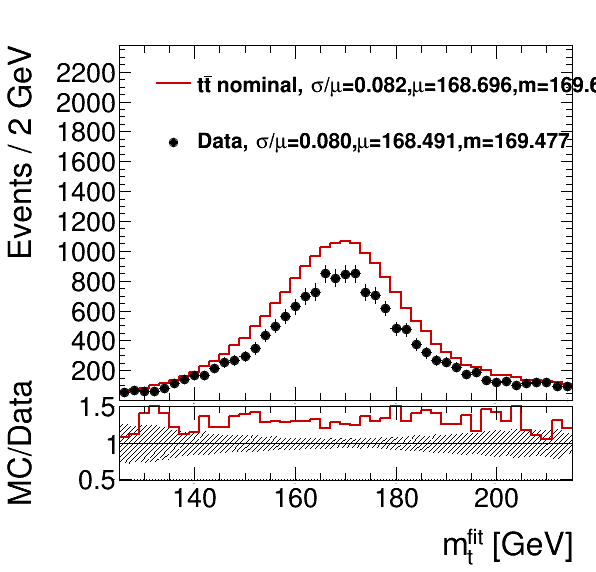 Events / 2 GeV
2200
2000
1800
1600
1400
1200
1000
800
600
400
200
tt̄ nominal, σ/μ=0.082,μ=168.696,m=169.6
Data, σ/μ=0.080,μ=168.491,m=169.477
MC/Data
1.5
1
0.5
140 160 180 200
m_t^fit [GeV]